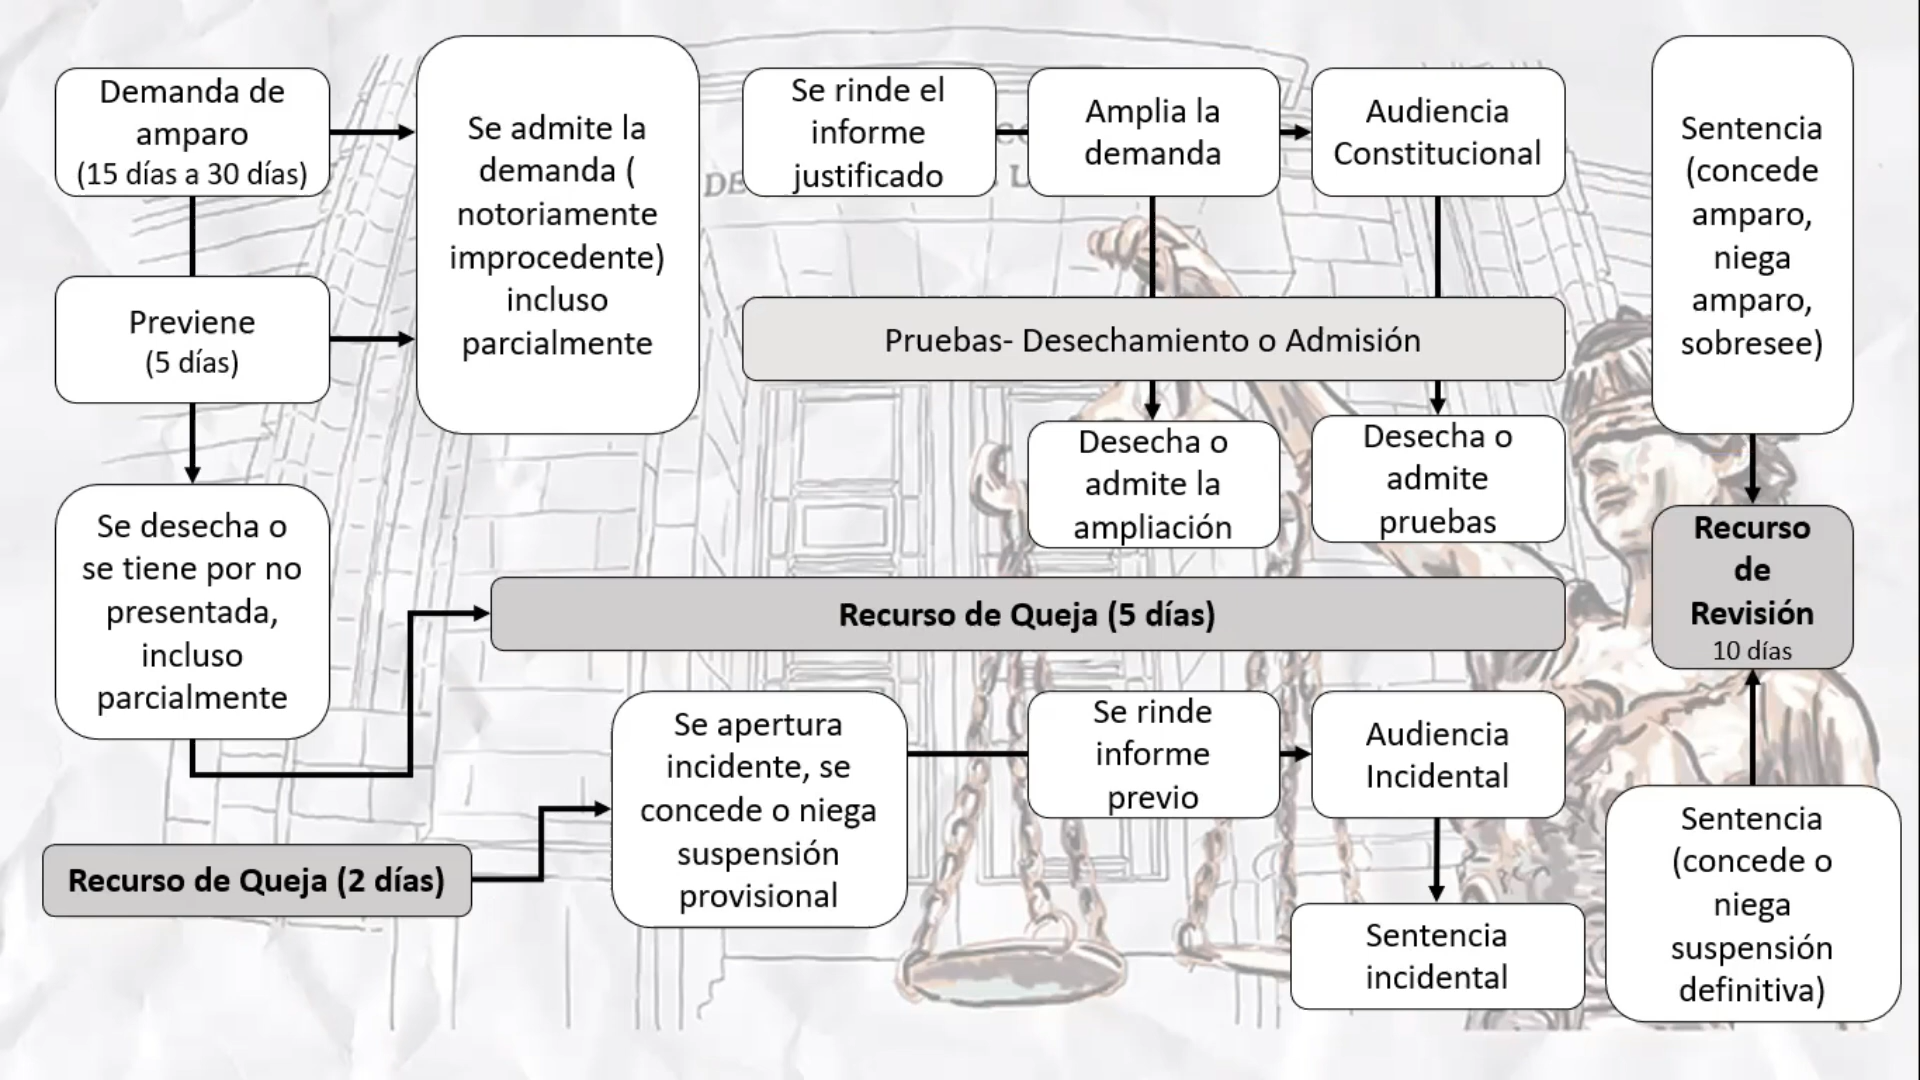 Demanda de
amparo
(15 días a 30 días)
Previene
(5 días)
Se desecha o
se tiene por no
presentada,
incluso
parcialmente
Recurso de Queja (2 días)
Se admite la
demanda (
notoriamente
improcedente)
incluso
parcialmente
Se rinde el
informe
justificado
Amplia la
demanda
Audiencia
Constitucional
Pruebas- Desechamiento o Admisión
Desecha o
admite la
ampliación
Desecha o
admite
pruebas
Recurso de Queja (5 días)
Se apertura
incidente, se
concede o niega
suspensión
provisional
Se rinde
informe
previo
Audiencia
Incidental
Sentencia
incidental
Sentencia
(concede
amparo,
niega
amparo,
sobresee)
Recurso
de
Revisión
10 días
Sentencia
(concede o
niega
suspensión
definitiva)